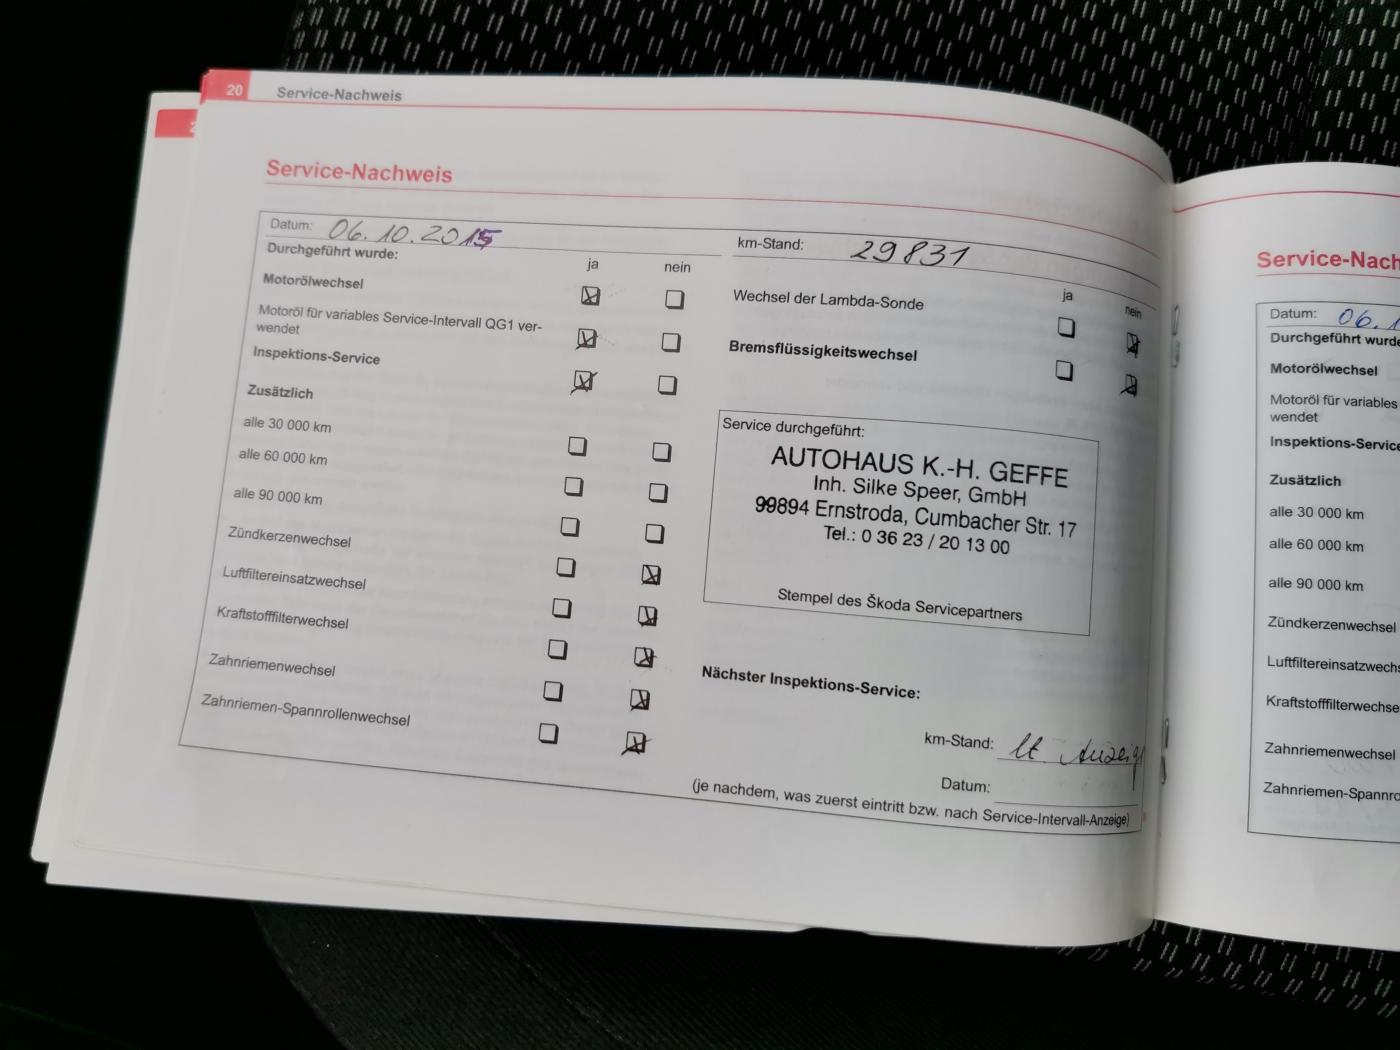 20 Service-Nachweis
Service-Nachweis
Datum: 06.10.2015
Durchgeführt wurde:
ja nein
Motorölwechsel
Motoröl für variables Service-Intervall QG1 ver-
wendet
Inspektions-Service
Zusätzlich
alle 30 000 km
alle 60 000 km
alle 90 000 km
Zündkerzenwechsel
Luftfiltereinsatzwechsel
Kraftstofffilterwechsel
Zahnriemenwechsel
Zahnriemen-Spannrollenwechsel
km-Stand: 29831
ja nein
Wechsel der Lambda-Sonde
Bremsflüssigkeitswechsel
Service durchgeführt:
AUTOHAUS K.-H. GEFFE
Inh. Silke Speer, GmbH
99894 Ernstroda, Cumbacher Str. 17
Tel.: 0 36 23 / 20 13 00
Stempel des Škoda Servicepartners
Nächster Inspektions-Service:
km-Stand: lt. Anzeige
Datum:
(je nachdem, was zuerst eintritt bzw. nach Service-Intervall-Anzeige)
Service-Nach
Datum: 06.1
Durchgeführt wurde
Motorölwechsel
Motoröl für variables
wendet
Inspektions-Service
Zusätzlich
alle 30 000 km
alle 60 000 km
alle 90 000 km
Zündkerzenwechsel
Luftfiltereinsatzwechs
Kraftstofffilterwechse
Zahnriemenwechsel
Zahnriemen-Spannro